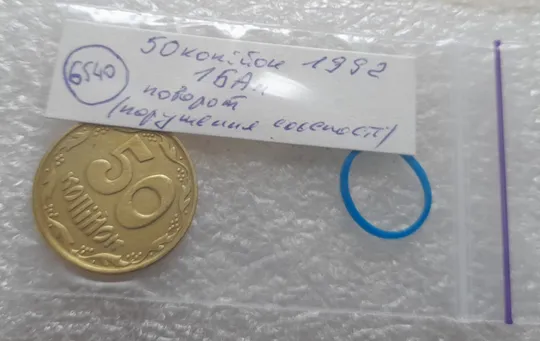 6540
50 копійок 1992
1БАм
поворот
(порушення соосності)
50
КОПІЙОК